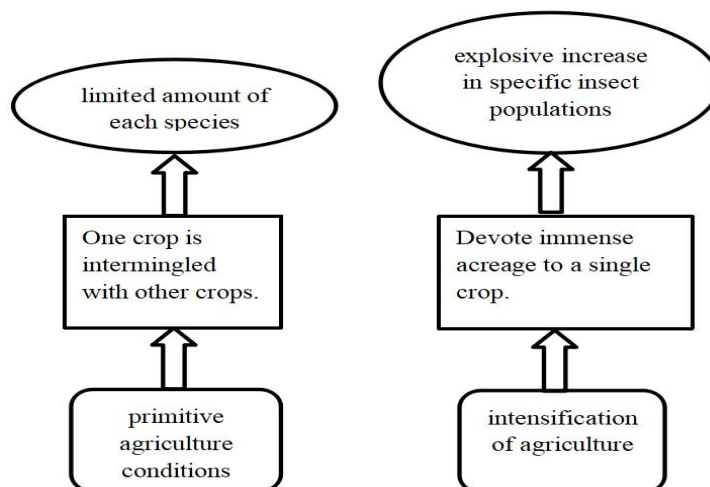 limited amount of
each species
explosive increase
in specific insect
populations
One crop is
intermingled
with other crops.
Devote immense
acreage to a single
crop.
primitive
agriculture
conditions
intensification
of agriculture